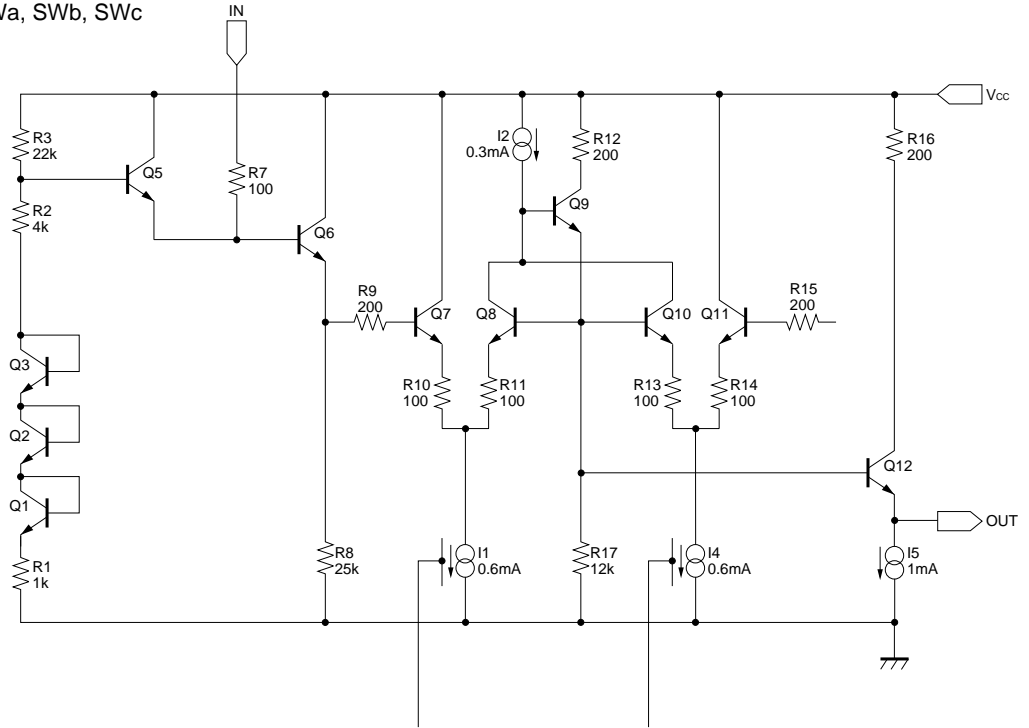 Va, SWb, SWc
IN
Vcc
R3
22k
R2
4k
Q5
R7
100
Q6
I2
0.3mA
R12
200
Q9
R16
200
R9
200
Q7
Q8
Q10
Q11
R15
200
Q3
R10
100
R11
100
R13
100
R14
100
Q2
Q12
Q1
OUT
R1
1k
R8
25k
I1
0.6mA
R17
12k
I4
0.6mA
I5
1mA